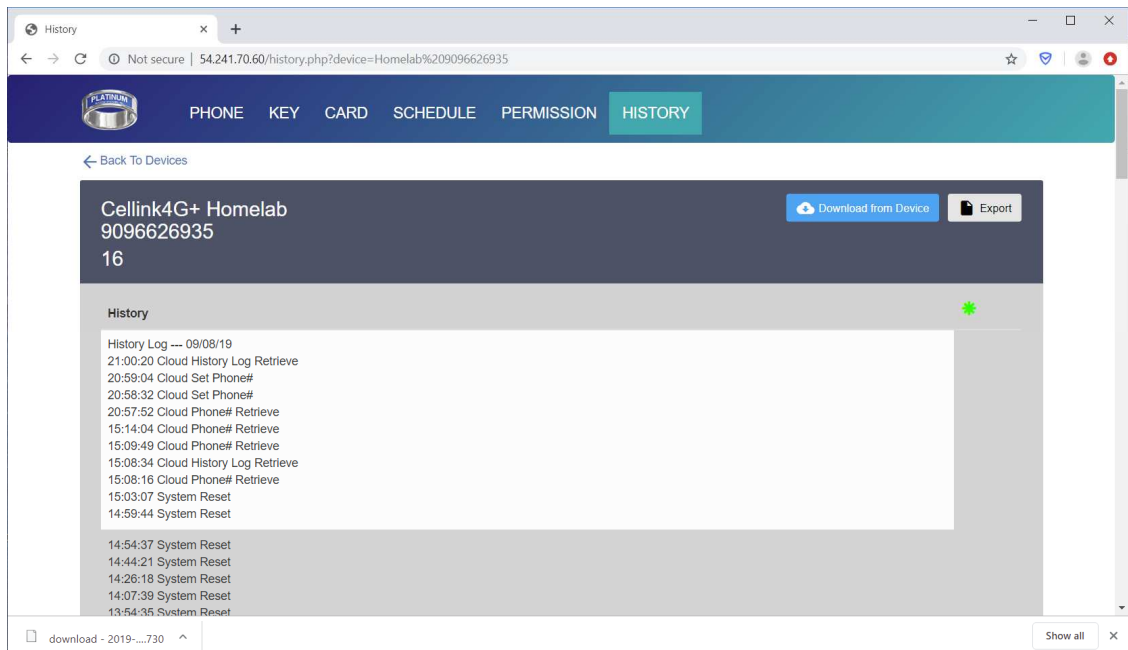 History
Not secure | 54.241.70.60/history.php?device=Homelab%209096626935
PLATINUM
PHONE KEY CARD SCHEDULE PERMISSION HISTORY
Back To Devices
Cellink4G+ Homelab
9096626935
16
Download from Device
Export
History
History Log --- 09/08/19
21:00:20 Cloud History Log Retrieve
20:59:04 Cloud Set Phone#
20:58:32 Cloud Set Phone#
20:57:52 Cloud Phone# Retrieve
15:14:04 Cloud Phone# Retrieve
15:09:49 Cloud Phone# Retrieve
15:08:34 Cloud History Log Retrieve
15:08:16 Cloud Phone# Retrieve
15:03:07 System Reset
14:59:44 System Reset
14:54:37 System Reset
14:44:21 System Reset
14:26:18 System Reset
14:07:39 System Reset
13:54:35 System Reset
download - 2019-....730
Show all